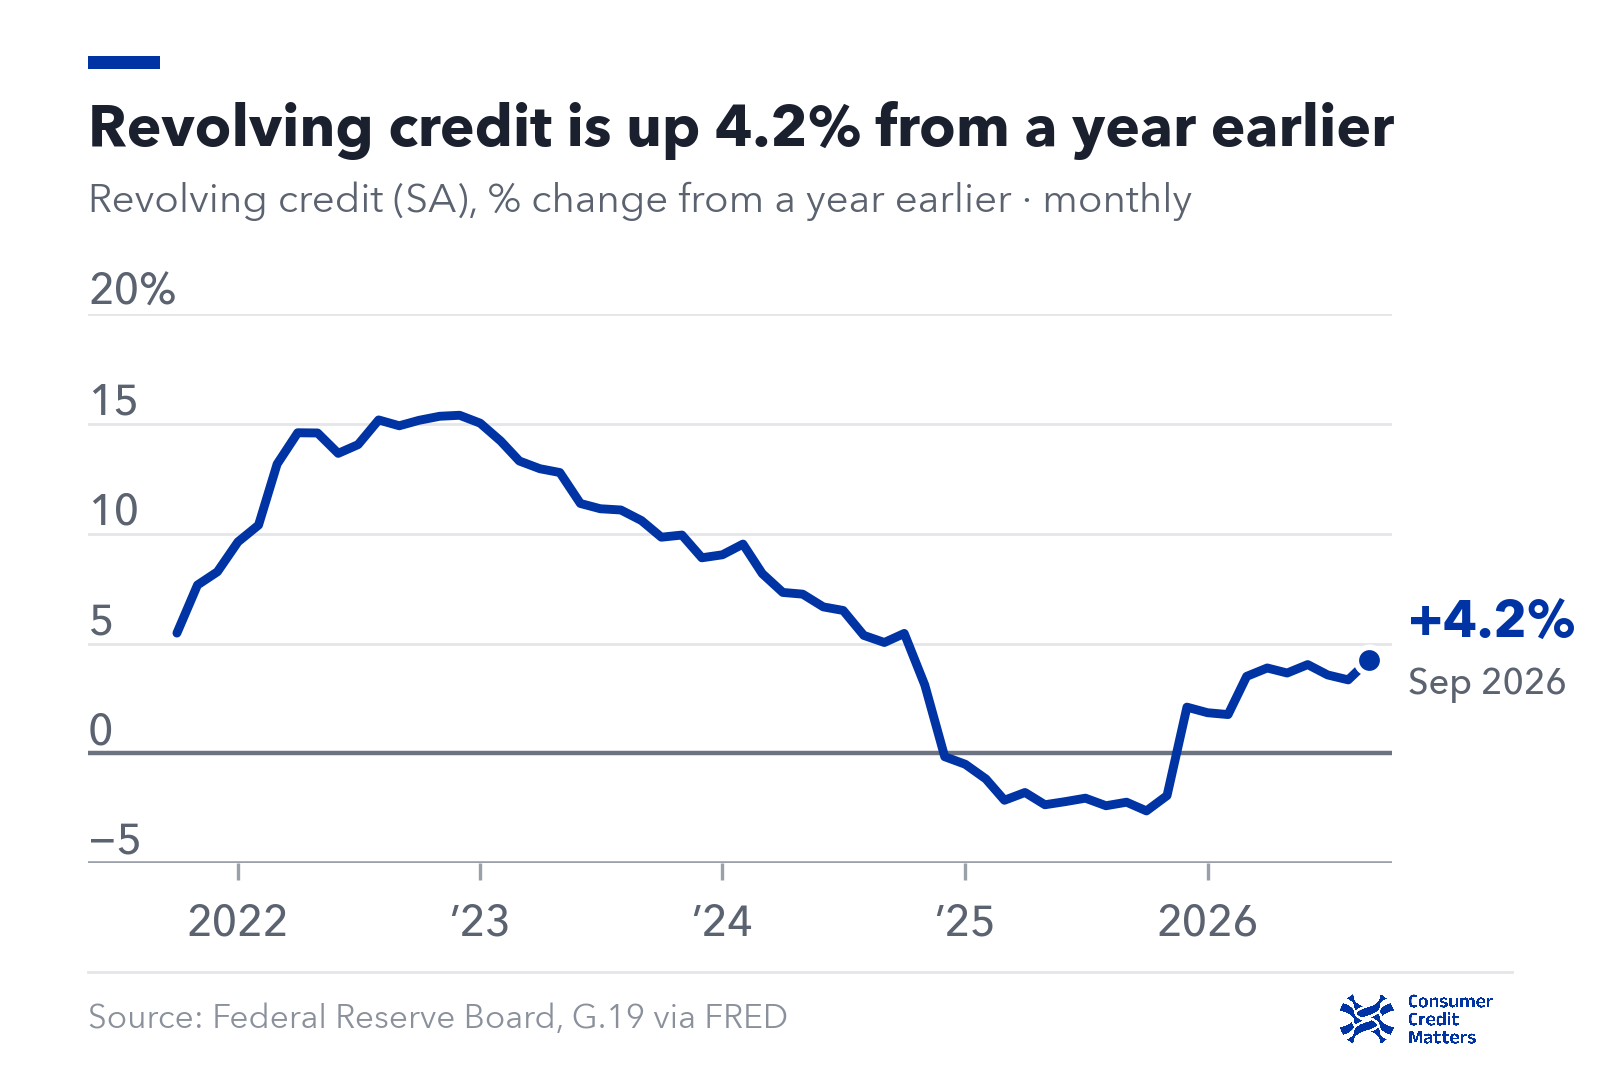 Revolving credit is up 4.2% from a year earlier
Revolving credit (SA), % change from a year earlier · monthly
20%
15
10
5
0
−5
+4.2%
Sep 2026
2022
’23
’24
’25
2026
Source: Federal Reserve Board, G.19 via FRED
Consumer
Credit
Matters